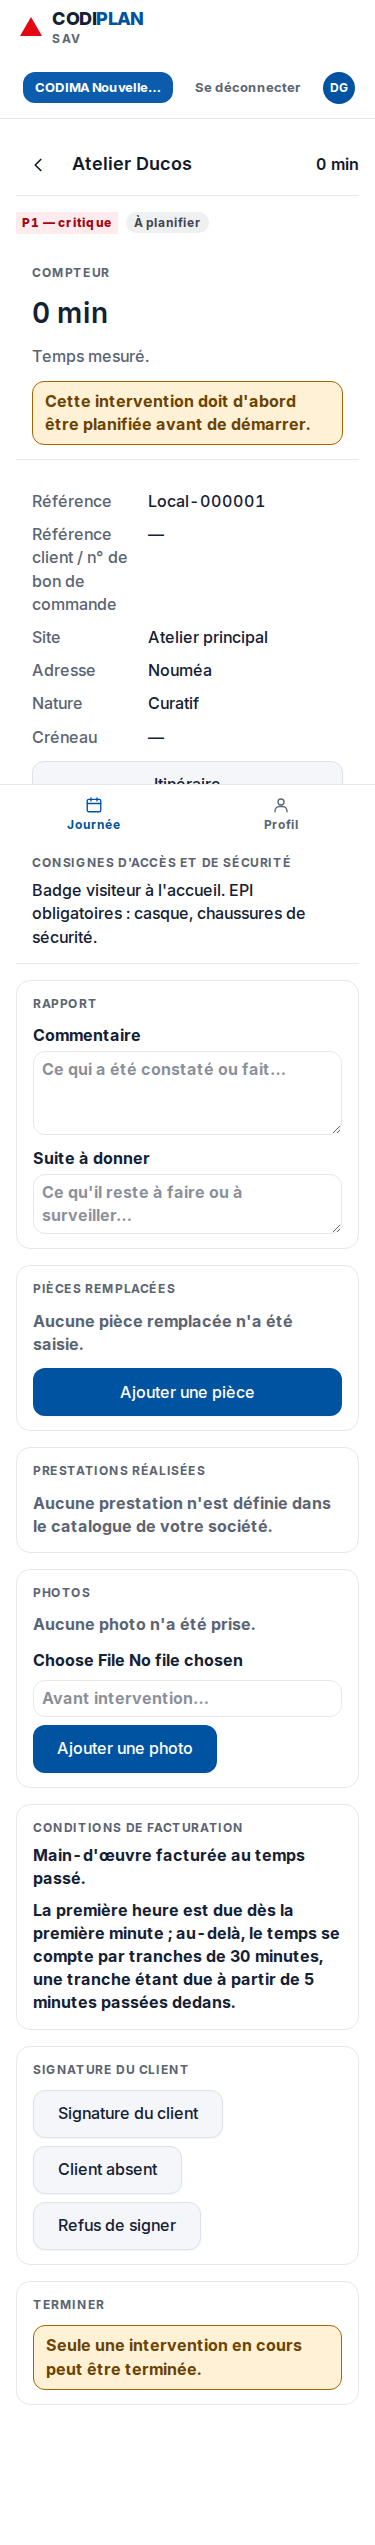 CODIPLAN
SAV
CODIMA Nouvelle…
Se déconnecter
DG
Atelier Ducos
0 min
P1 — critique
À planifier
COMPTEUR
0 min
Temps mesuré.
Cette intervention doit d'abord
être planifiée avant de démarrer.
Référence
Local-000001
Référence
client / n° de
bon de
commande
—
Site
Atelier principal
Adresse
Nouméa
Nature
Curatif
Créneau
—
Itinéraire
Journée
Profil
CONSIGNES D'ACCÈS ET DE SÉCURITÉ
Badge visiteur à l'accueil. EPI
obligatoires : casque, chaussures de
sécurité.
RAPPORT
Commentaire
Ce qui a été constaté ou fait…
Suite à donner
Ce qu'il reste à faire ou à
surveiller…
PIÈCES REMPLACÉES
Aucune pièce remplacée n'a été
saisie.
Ajouter une pièce
PRESTATIONS RÉALISÉES
Aucune prestation n'est définie dans
le catalogue de votre société.
PHOTOS
Aucune photo n'a été prise.
Choose File No file chosen
Avant intervention…
Ajouter une photo
CONDITIONS DE FACTURATION
Main-d'œuvre facturée au temps
passé.
La première heure est due dès la
première minute ; au-delà, le temps se
compte par tranches de 30 minutes,
une tranche étant due à partir de 5
minutes passées dedans.
SIGNATURE DU CLIENT
Signature du client
Client absent
Refus de signer
TERMINER
Seule une intervention en cours
peut être terminée.